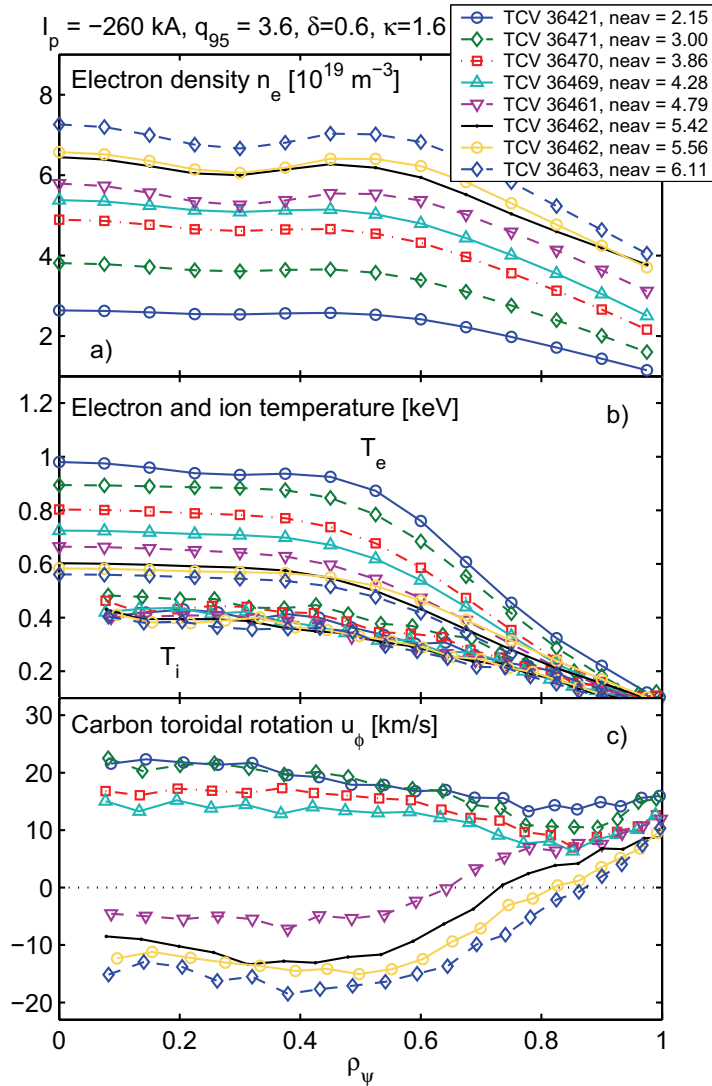 I_p = −260 kA, q_95 = 3.6, δ=0.6, κ=1.6
TCV 36421, neav = 2.15
TCV 36471, neav = 3.00
TCV 36470, neav = 3.86
TCV 36469, neav = 4.28
TCV 36461, neav = 4.79
TCV 36462, neav = 5.42
TCV 36462, neav = 5.56
TCV 36463, neav = 6.11
Electron density n_e [10^19 m^−3]
8
6
4
2
a)
Electron and ion temperature [keV]
b)
T_e
T_i
1.2
1
0.8
0.6
0.4
0.2
Carbon toroidal rotation u_ϕ [km/s]
c)
30
20
10
0
−10
−20
0
0.2
0.4
0.6
0.8
1
ρ_ψ